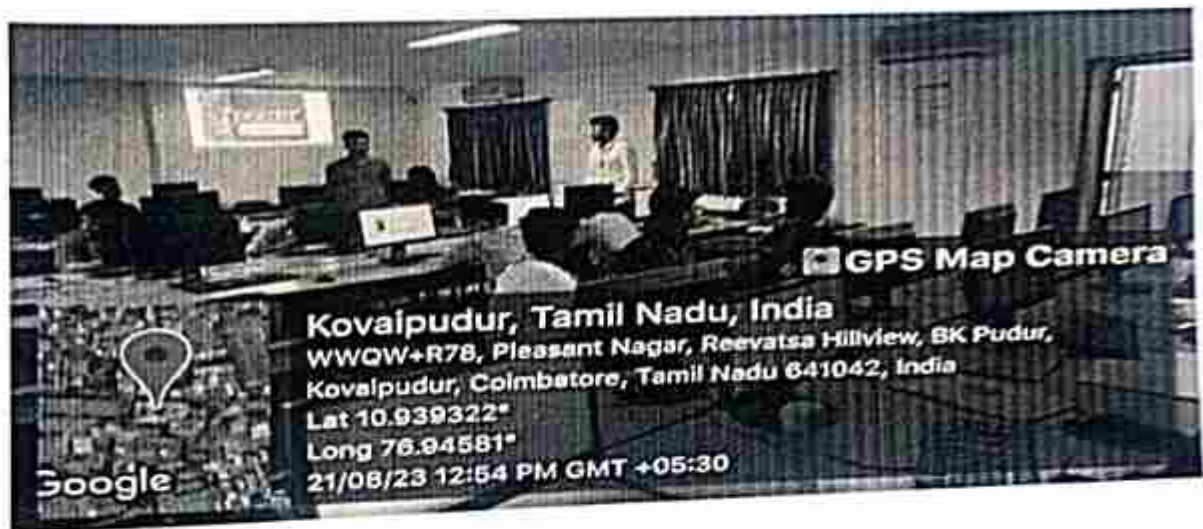 GPS Map Camera
Kovaipudur, Tamil Nadu, India
WWQW+R78, Pleasant Nagar, Reevatsa Hillview, BK Pudur,
Kovaipudur, Coimbatore, Tamil Nadu 641042, India
Lat 10.939322°
Long 76.94581°
21/08/23 12:54 PM GMT +05:30
Google